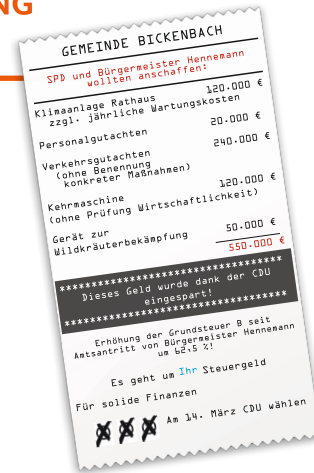 NG
GEMEINDE BICKENBACH
SPD und Bürgermeister Hennemann
wollten anschaffen:
Klimaanlage Rathaus 120.000 €
zzgl. jährliche Wartungskosten
Personalgutachten 20.000 €
Verkehrsgutachten 240.000 €
(ohne Benennung
konkreter Maßnahmen)
Kehrmaschine 120.000 €
(ohne Prüfung Wirtschaftlichkeit)
Gerät zur
Wildkräuterbekämpfung 50.000 €
550.000 €
************************************
Dieses Geld wurde dank der CDU
eingespart!
************************************
Erhöhung der Grundsteuer B seit
Amtsantritt von Bürgermeister Hennemann
um 62,5 %!
Es geht um Ihr Steuergeld
Für solide Finanzen
Am 14. März CDU wählen